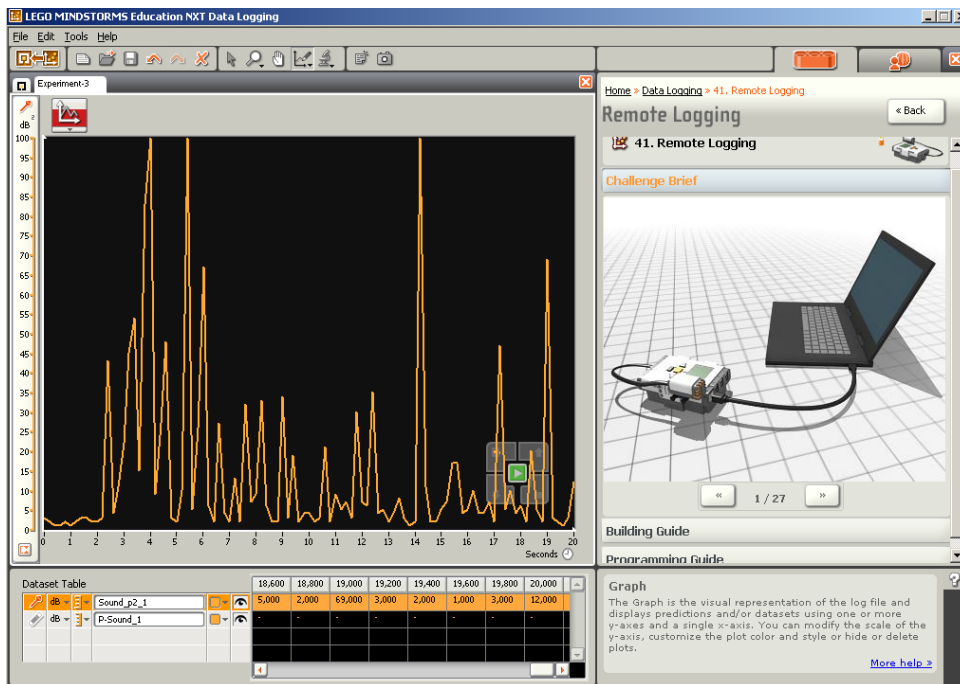 LEGO MINDSTORMS Education NXT Data Logging
File Edit Tools Help
Experiment-3
2
dB
100
95
90
85
80
75
70
65
60
55
50
45
40
35
30
25
20
15
10
5
0
0 1 2 3 4 5 6 7 8 9 10 11 12 13 14 15 16 17 18 19 20
Seconds
Dataset Table
18,600 18,800 19,000 19,200 19,400 19,600 19,800 20,000
dB Sound_p2_1 5,000 2,000 69,000 3,000 2,000 1,000 3,000 12,000
dB P-Sound_1 - - - - - - - -
Home » Data Logging » 41. Remote Logging
Remote Logging
« Back
41. Remote Logging
Challenge Brief
« 1 / 27 »
Building Guide
Programming Guide
Graph
?
The Graph is the visual representation of the log file and
displays predictions and/or datasets using one or more
y-axes and a single x-axis. You can modify the scale of the
y-axis, customize the plot color and style or hide or delete
plots.
More help »